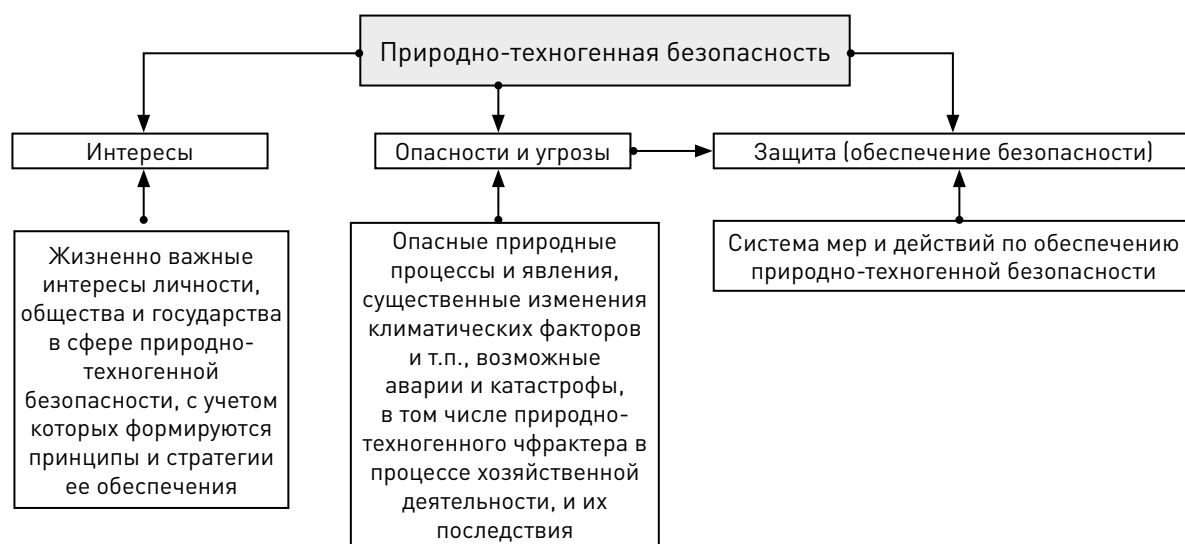 Природно-техногенная безопасность
Интересы
Опасности и угрозы
Защита (обеспечение безопасности)
Жизненно важные
интересы личности,
общества и государства
в сфере природно-
техногенной
безопасности, с учетом
которых формируются
принципы и стратегии
ее обеспечения
Опасные природные
процессы и явления,
существенные изменения
климатических факторов
и т.п., возможные
аварии и катастрофы,
в том числе природно-
техногенного чфрактера в
процессе хозяйственной
деятельности, и их
последствия
Система мер и действий по обеспечению
природно-техногенной безопасности